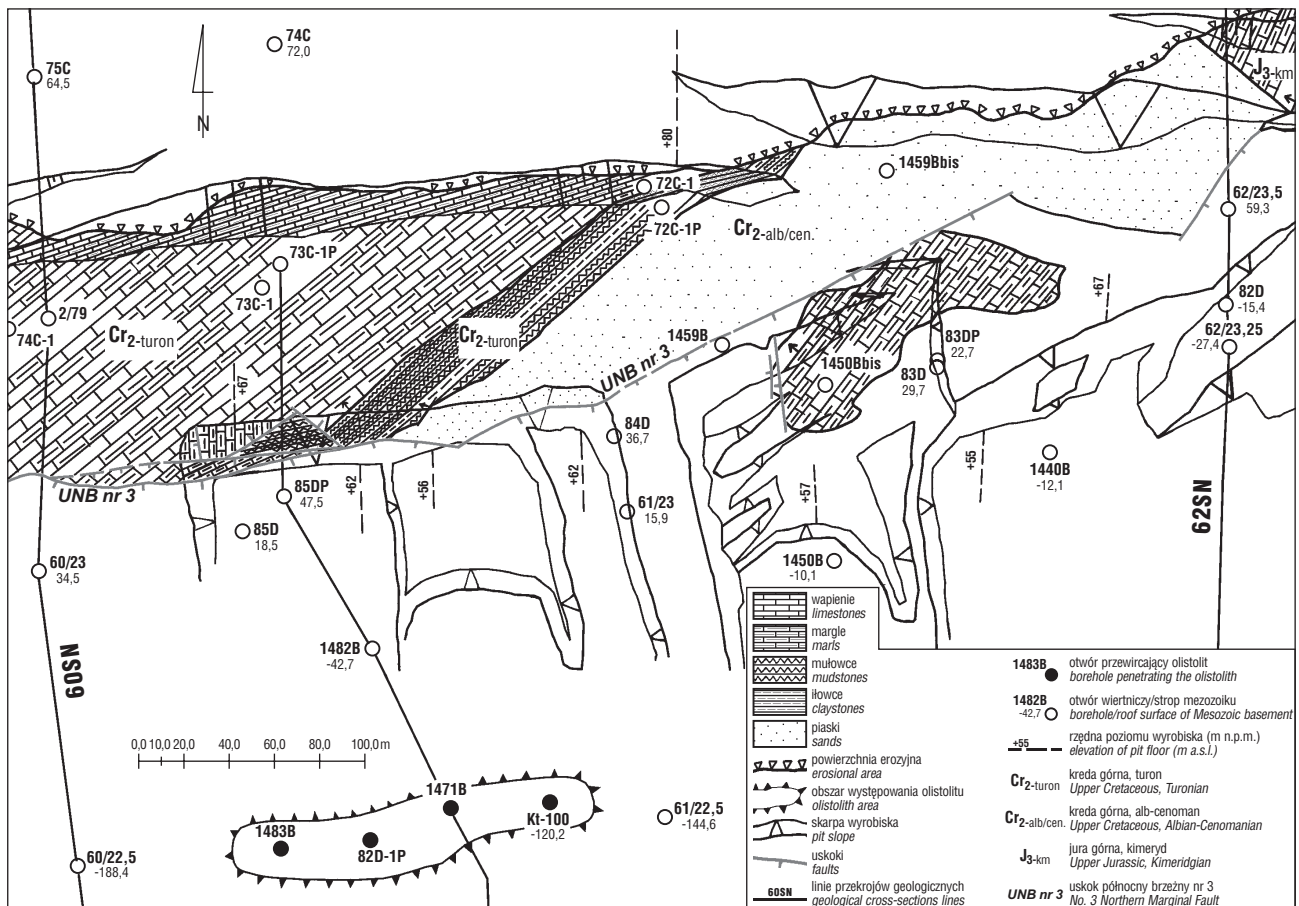 74C
72,0
75C
64,5
N
+80
J3-km
1459Bbis
72C-1
72C-1P
62/23,5
59,3
Cr2-alb/cen.
73C-1P
73C-1
2/79
74C-1
Cr2-turon
Cr2-turon
+67
+67
82D
-15,4
62/23,25
-27,4
1459B
83DP
22,7
83D
29,7
1450Bbis
UNB nr 3
UNB nr 3
84D
36,7
+62
+56
+62
+57
+55
1440B
-12,1
62SN
85DP
47,5
85D
18,5
61/23
15,9
1450B
-10,1
60/23
34,5
60SN
1482B
-42,7
0,0 10,0 20,0 40,0 60,0 80,0 100,0 m
1471B
1483B
82D-1P
Kt-100
-120,2
61/22,5
-144,6
60/22,5
-188,4
wapienie
limestones
margle
marls
mułowce
mudstones
iłowce
claystones
piaski
sands
powierzchnia erozyjna
erosional area
obszar występowania olistolitu
olistolith area
skarpa wyrobiska
pit slope
uskoki
faults
60SN linie przekrojów geologicznych
geological cross-sections lines
1483B otwór przewircający olistolit
borehole penetrating the olistolith
1482B otwór wiertniczy/strop mezozoiku
-42,7 borehole/roof surface of Mesozoic basement
+55 rzędna poziomu wyrobiska (m n.p.m.)
elevation of pit floor (m a.s.l.)
Cr2-turon kreda górna, turon
Upper Cretaceous, Turonian
Cr2-alb/cen. kreda górna, alb-cenoman
Upper Cretaceous, Albian-Cenomanian
J3-km jura górna, kimeryd
Upper Jurassic, Kimeridgian
UNB nr 3 uskok północny brzeżny nr 3
No. 3 Northern Marginal Fault